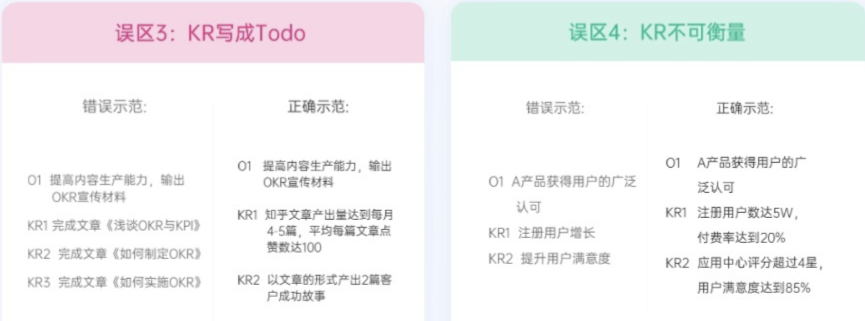 误区3：KR写成Todo
错误示范:
O1 提高内容生产能力，输出
OKR宣传材料
KR1 完成文章《浅谈OKR与KPI》
KR2 完成文章《如何制定OKR》
KR3 完成文章《如何实施OKR》
正确示范:
O1 提高内容生产能力，输出
OKR宣传材料
KR1 知乎文章产出量达到每月
4-5篇，平均每篇文章点
赞数达100
KR2 以文章的形式产出2篇客
户成功故事
误区4：KR不可衡量
错误示范:
O1 A产品获得用户的广泛
认可
KR1 注册用户增长
KR2 提升用户满意度
正确示范:
O1 A产品获得用户的广
泛认可
KR1 注册用户数达5W，
付费率达到20%
KR2 应用中心评分超过4星，
用户满意度达到85%